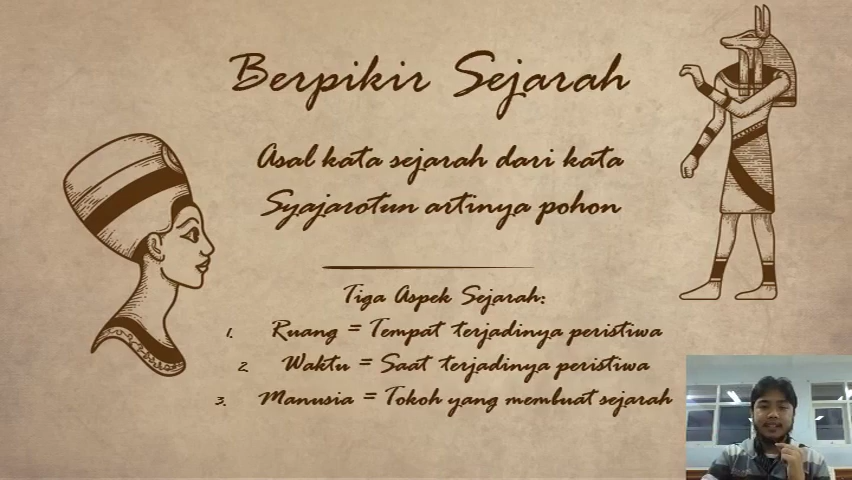 Berpikir Sejarah
Asal kata sejarah dari kata
Syajarotun artinya pohon
Tiga Aspek Sejarah:
1. Ruang = Tempat terjadinya peristiwa
2. Waktu = Saat terjadinya peristiwa
3. Manusia = Tokoh yang membuat sejarah